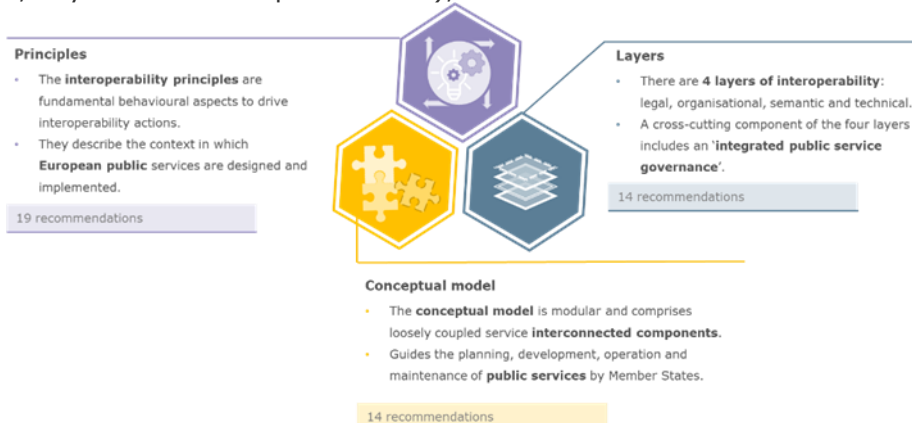 Principles
• The interoperability principles are
fundamental behavioural aspects to drive
interoperability actions.
• They describe the context in which
European public services are designed and
implemented.
19 recommendations
Layers
• There are 4 layers of interoperability:
legal, organisational, semantic and technical.
• A cross-cutting component of the four layers
includes an ‘integrated public service
governance’.
14 recommendations
Conceptual model
• The conceptual model is modular and comprises
loosely coupled service interconnected components.
• Guides the planning, development, operation and
maintenance of public services by Member States.
14 recommendations